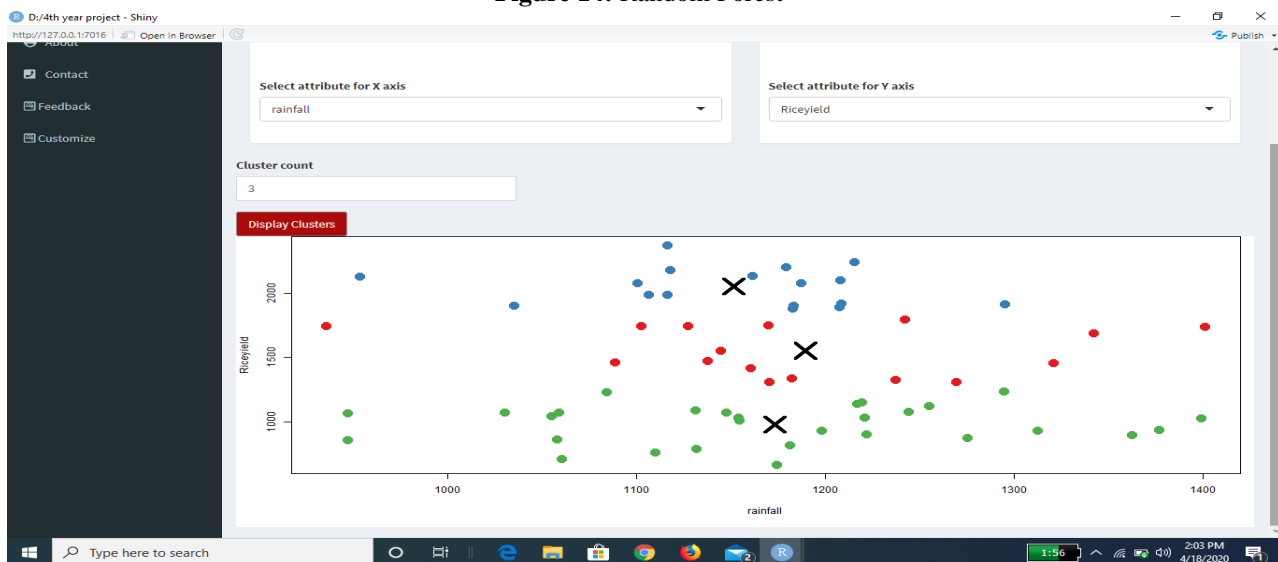 D:/4th year project - Shiny
http://127.0.0.1:7016 Open in Browser Publish
About
Contact
Feedback
Customize
Select attribute for X axis
rainfall
Select attribute for Y axis
Riceyield
Cluster count
3
Display Clusters
Riceyield
2000
1500
1000
1000 1100 1200 1300 1400
rainfall
Type here to search
2
R
1:56
2:03 PM
4/18/2020